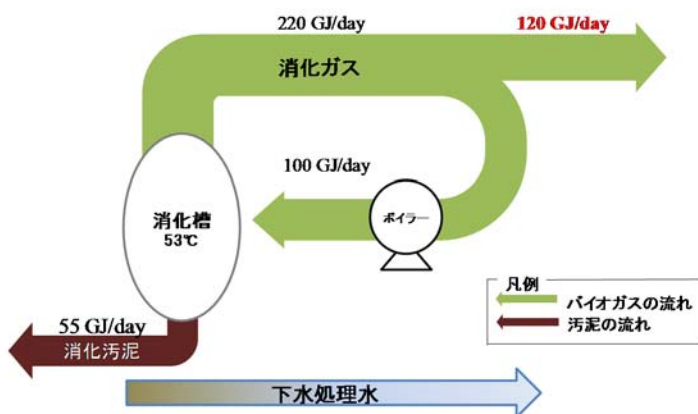 220 GJ/day
120 GJ/day
消化ガス
100 GJ/day
ボイラー
消化槽
53℃
凡例
バイオガスの流れ
汚泥の流れ
55 GJ/day
消化汚泥
下水処理水